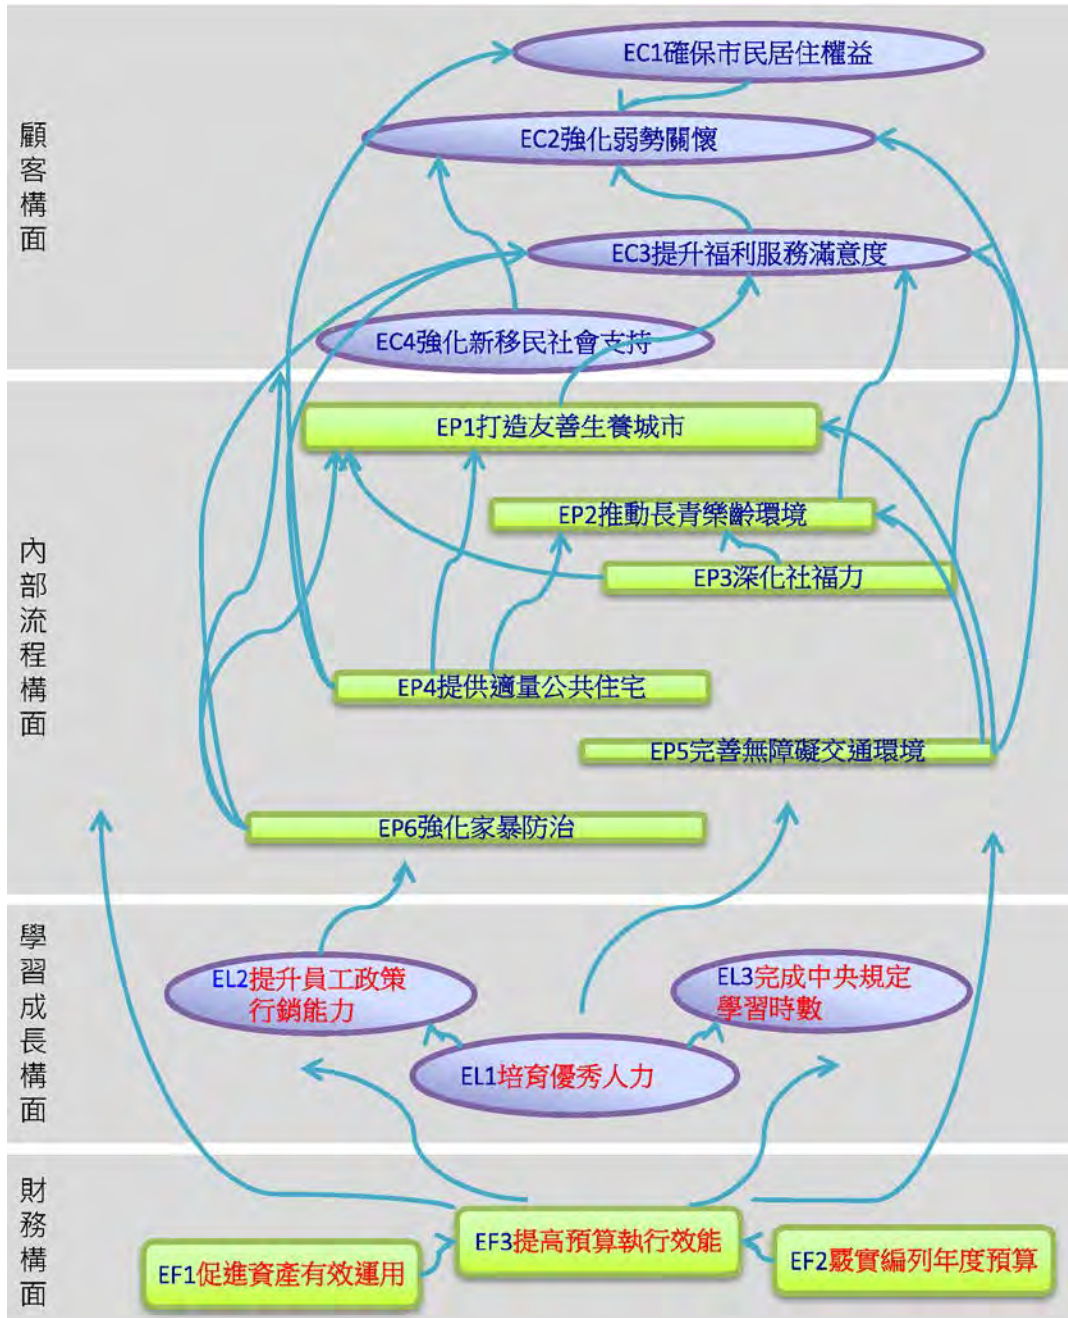 顧客構面
EC1確保市民居住權益
EC2強化弱勢關懷
EC3提升福利服務滿意度
EC4強化新移民社會支持
內部流程構面
EP1打造友善生養城市
EP2推動長青樂齡環境
EP3深化社福力
EP4提供適量公共住宅
EP5完善無障礙交通環境
EP6強化家暴防治
學習成長構面
EL2提升員工政策
行銷能力
EL3完成中央規定
學習時數
EL1培育優秀人力
財務構面
EF3提高預算執行效能
EF1促進資產有效運用
EF2覈實編列年度預算